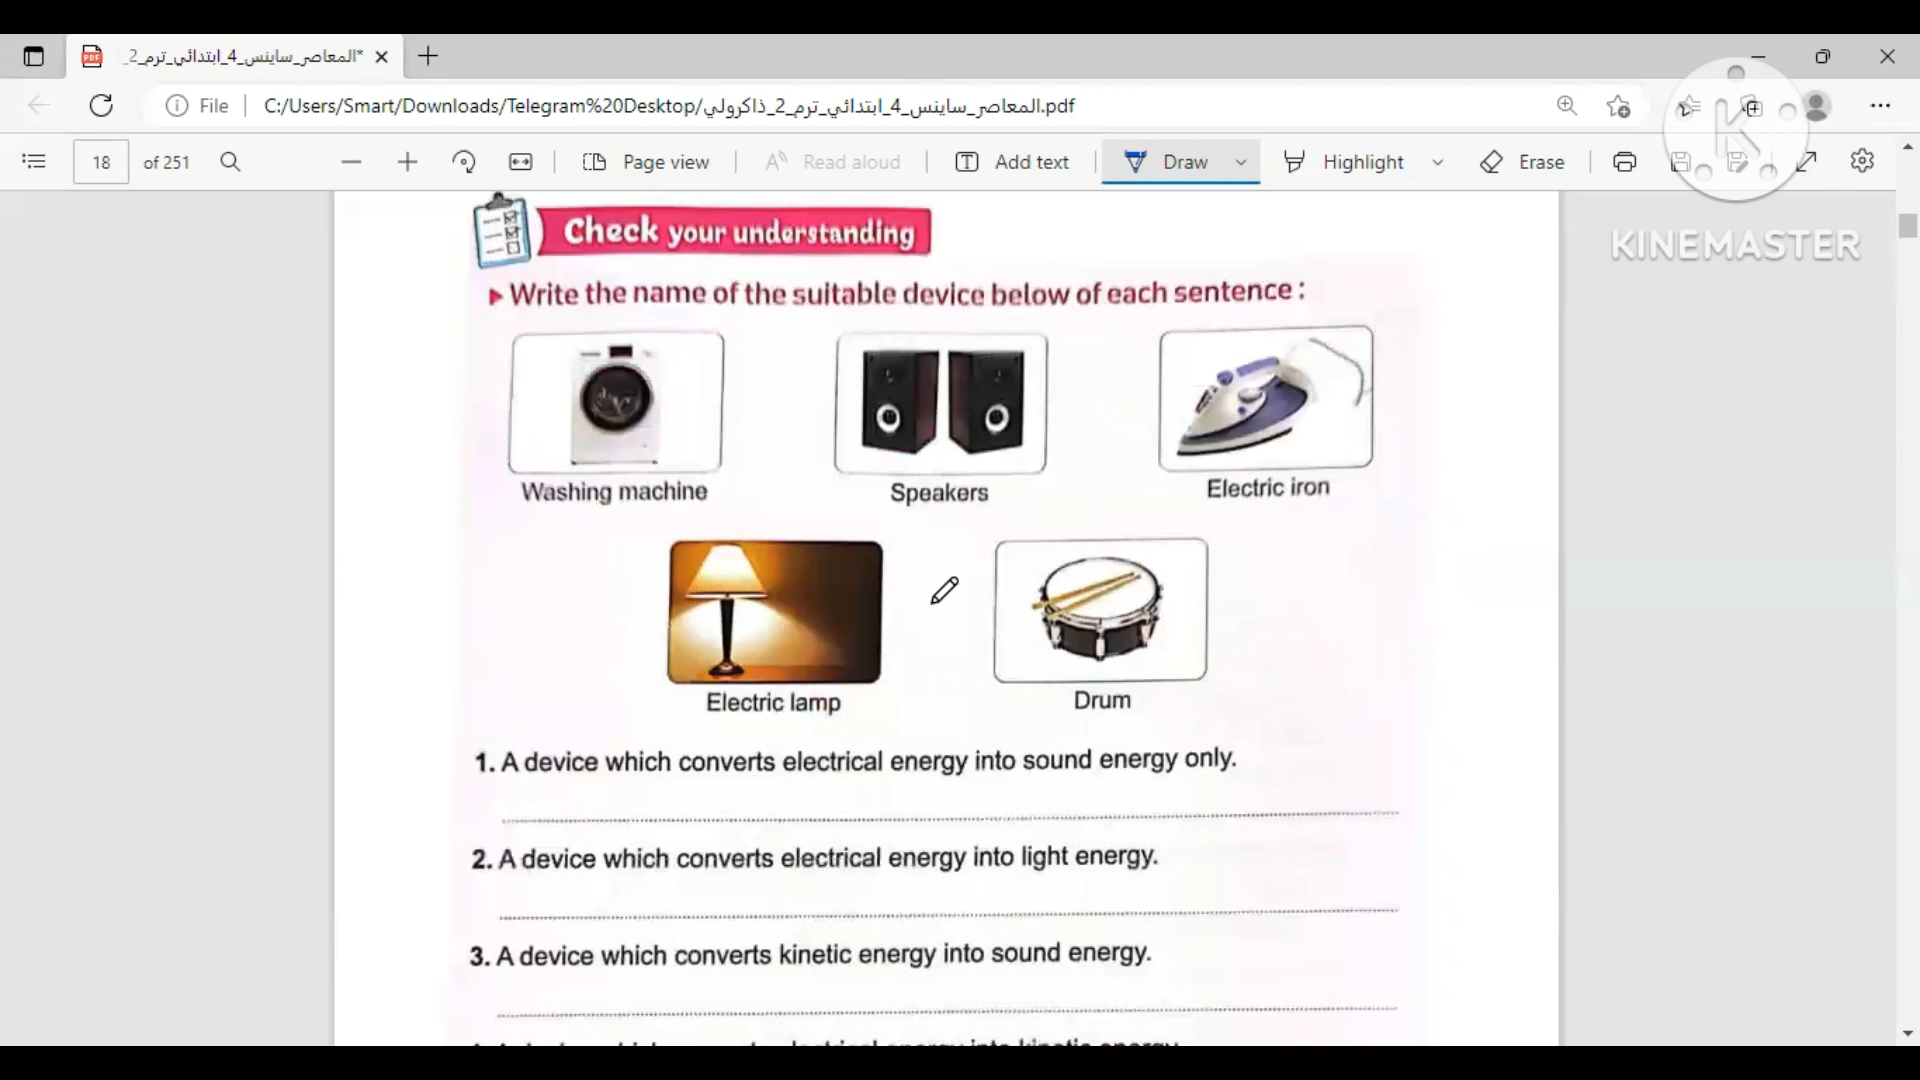 المعاصر_ساينس_4_ابتدائي_ترم_2_*
File
C:/Users/Smart/Downloads/Telegram%20Desktop/المعاصر_ساينس_4_ابتدائي_ترم_2_ذاكرولي.pdf
18 of 251
Page view
Read aloud
Add text
Draw
Highlight
Erase
KINEMASTER
Check your understanding
Write the name of the suitable device below of each sentence :
Washing machine
Speakers
Electric iron
Electric lamp
Drum
1. A device which converts electrical energy into sound energy only.
2. A device which converts electrical energy into light energy.
3. A device which converts kinetic energy into sound energy.